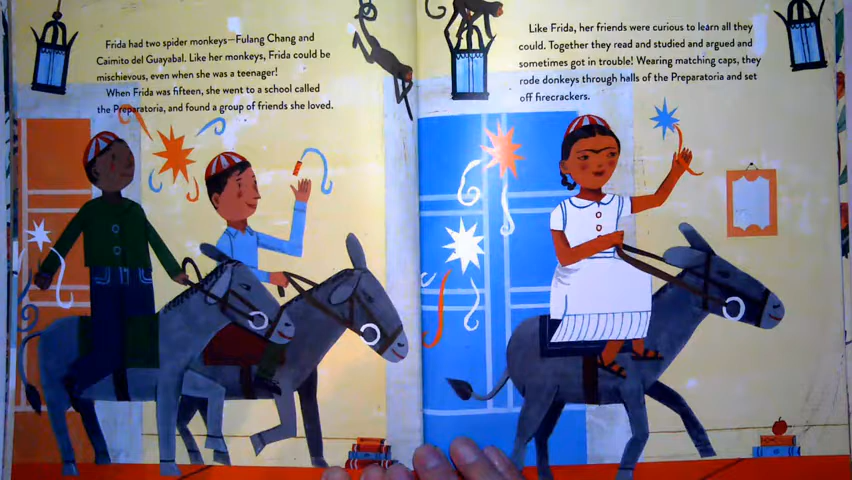 Frida had two spider monkeys—Fulang Chang and
Caimito del Guayabal. Like her monkeys, Frida could be
mischievous, even when she was a teenager!
When Frida was fifteen, she went to a school called
the Preparatoria, and found a group of friends she loved.
Like Frida, her friends were curious to learn all they
could. Together they read and studied and argued and
sometimes got in trouble! Wearing matching caps, they
rode donkeys through halls of the Preparatoria and set
off firecrackers.